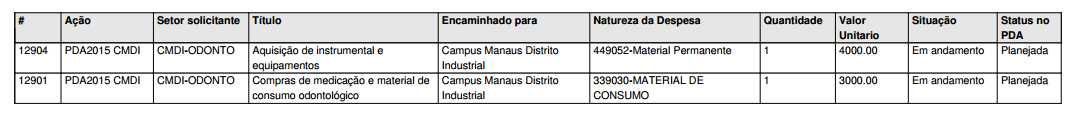 # Ação Setor solicitante Título Encaminhado para Natureza da Despesa Quantidade Valor Unitario Situação Status no PDA
12904 PDA2015 CMDI CMDI-ODONTO Aquisição de instrumental e equipamentos Campus Manaus Distrito Industrial 449052-Material Permanente 1 4000.00 Em andamento Planejada
12901 PDA2015 CMDI CMDI-ODONTO Compras de medicação e material de consumo odontológico Campus Manaus Distrito Industrial 339030-MATERIAL DE CONSUMO 1 3000.00 Em andamento Planejada